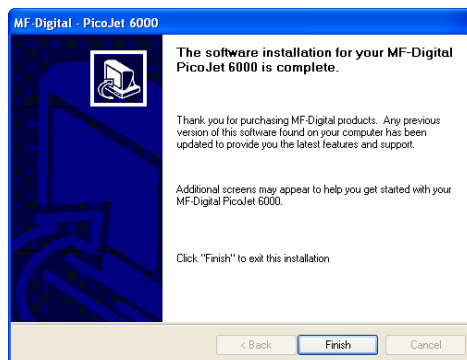 MF-Digital - PicoJet 6000
The software installation for your MF-Digital
PicoJet 6000 is complete.
Thank you for purchasing MF-Digital products. Any previous
version of this software found on your computer has been
updated to provide you the latest features and support.
Additional screens may appear to help you get started with your
MF-Digital PicoJet 6000.
Click "Finish" to exit this installation
< Back Finish Cancel